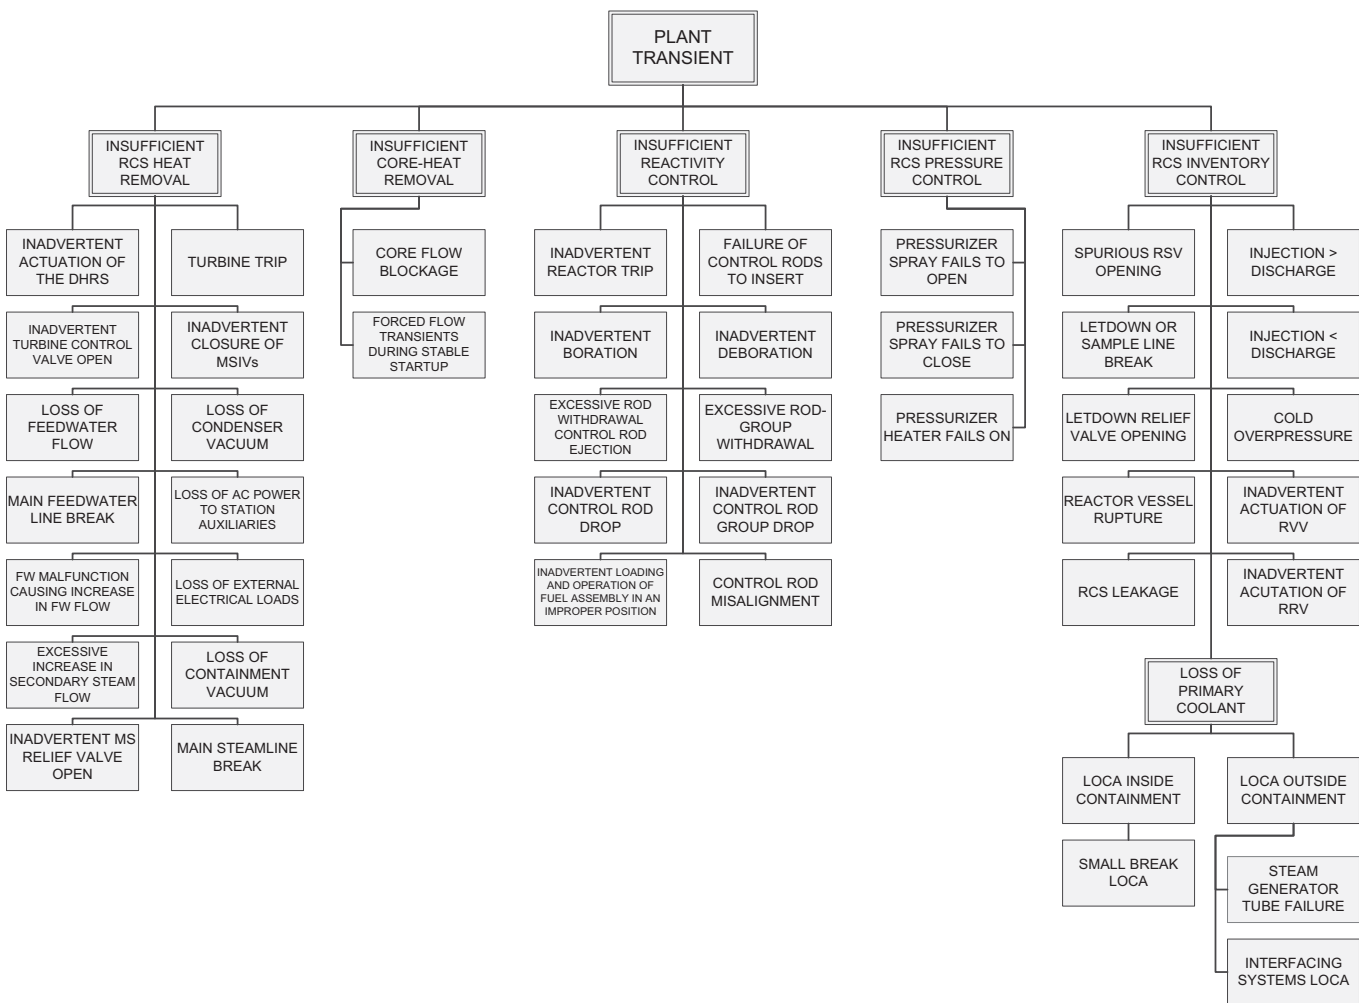 PLANT
TRANSIENT
INSUFFICIENT
RCS HEAT
REMOVAL
INSUFFICIENT
CORE-HEAT
REMOVAL
INSUFFICIENT
REACTIVITY
CONTROL
INSUFFICIENT
RCS PRESSURE
CONTROL
INSUFFICIENT
RCS INVENTORY
CONTROL
INADVERTENT
ACTUATION OF
THE DHRS
TURBINE TRIP
INADVERTENT
TURBINE CONTROL
VALVE OPEN
INADVERTENT
CLOSURE OF
MSIVs
LOSS OF
FEEDWATER
FLOW
LOSS OF
CONDENSER
VACUUM
MAIN FEEDWATER
LINE BREAK
LOSS OF AC POWER
TO STATION
AUXILIARIES
FW MALFUNCTION
CAUSING INCREASE
IN FW FLOW
LOSS OF EXTERNAL
ELECTRICAL LOADS
EXCESSIVE
INCREASE IN
SECONDARY STEAM
FLOW
LOSS OF
CONTAINMENT
VACUUM
INADVERTENT MS
RELIEF VALVE
OPEN
MAIN STEAMLINE
BREAK
CORE FLOW
BLOCKAGE
FORCED FLOW
TRANSIENTS
DURING STABLE
STARTUP
INADVERTENT
REACTOR TRIP
FAILURE OF
CONTROL RODS
TO INSERT
INADVERTENT
BORATION
INADVERTENT
DEBORATION
EXCESSIVE ROD
WITHDRAWAL
CONTROL ROD
EJECTION
EXCESSIVE ROD-
GROUP
WITHDRAWAL
INADVERTENT
CONTROL ROD
DROP
INADVERTENT
CONTROL ROD
GROUP DROP
INADVERTENT LOADING
AND OPERATION OF
FUEL ASSEMBLY IN AN
IMPROPER POSITION
CONTROL ROD
MISALIGNMENT
PRESSURIZER
SPRAY FAILS TO
OPEN
PRESSURIZER
SPRAY FAILS TO
CLOSE
PRESSURIZER
HEATER FAILS ON
SPURIOUS RSV
OPENING
INJECTION >
DISCHARGE
LETDOWN OR
SAMPLE LINE
BREAK
INJECTION <
DISCHARGE
LETDOWN RELIEF
VALVE OPENING
COLD
OVERPRESSURE
REACTOR VESSEL
RUPTURE
INADVERTENT
ACTUATION OF
RVV
RCS LEAKAGE
INADVERTENT
ACUTATION OF
RRV
LOSS OF
PRIMARY
COOLANT
LOCA INSIDE
CONTAINMENT
LOCA OUTSIDE
CONTAINMENT
SMALL BREAK
LOCA
STEAM
GENERATOR
TUBE FAILURE
INTERFACING
SYSTEMS LOCA